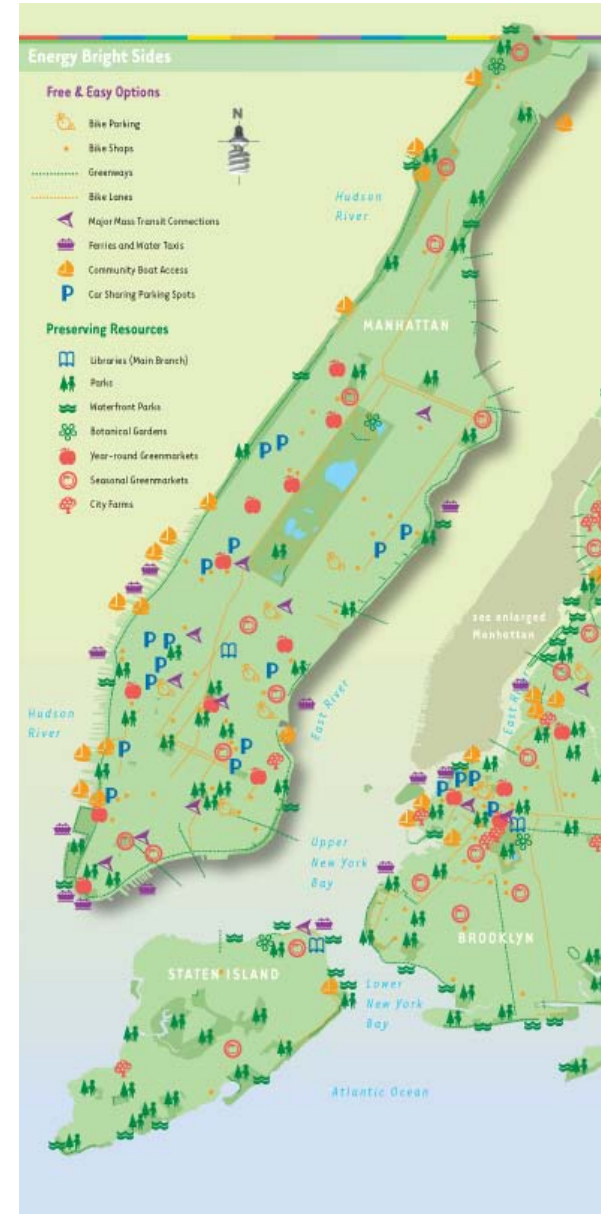 Energy Bright Sides
Free & Easy Options
Bike Parking
Bike Shops
Greenways
Bike Lanes
Major Mass Transit Connections
Ferries and Water Taxis
Community Boat Access
P
Car Sharing Parking Spots
Preserving Resources
Libraries (Main Branch)
Parks
Waterfront Parks
Botanical Gardens
Year-round Greenmarkets
Seasonal Greenmarkets
City Farms
N
Hudson
River
MANHATTAN
P P
P P
P P
P P
P
P
P
P
P
P
P
see enlarged
Manhattan
Hudson
River
East River
East
Upper
New York
Bay
P P P
P
BROOKLYN
STATEN ISLAND
Lower
New York
Bay
Atlantic Ocean